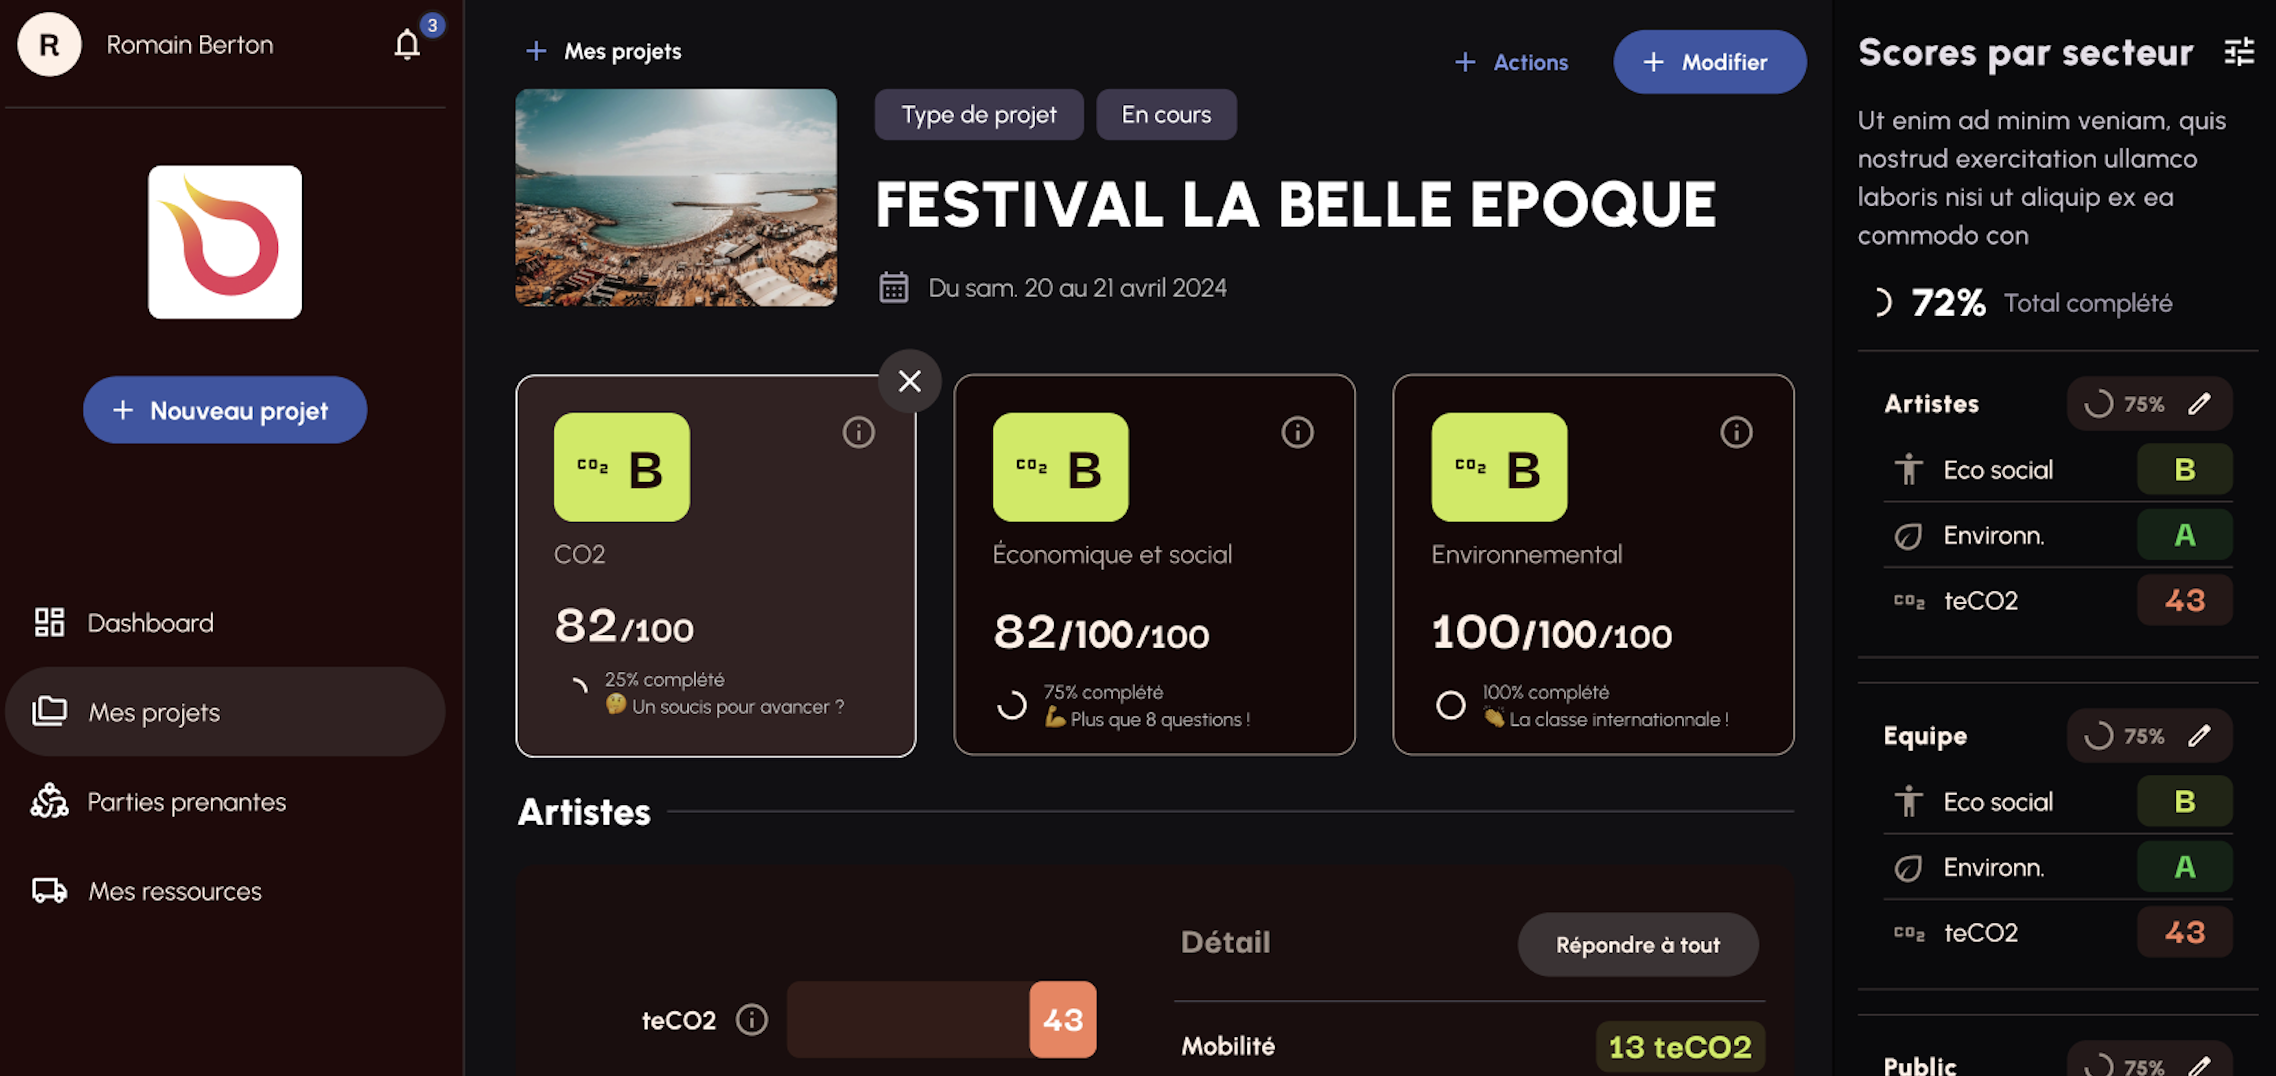 R
Romain Berton
3
+ Nouveau projet
Dashboard
Mes projets
Parties prenantes
Mes ressources
+ Mes projets
+ Actions
+ Modifier
Type de projet
En cours
FESTIVAL LA BELLE EPOQUE
Du sam. 20 au 21 avril 2024
CO₂ B
CO2
82/100
25% complété
🤔 Un soucis pour avancer ?
CO₂ B
Économique et social
82/100/100
75% complété
💪 Plus que 8 questions !
CO₂ B
Environnemental
100/100/100
100% complété
👏 La classe internationnale !
Artistes
teCO2
43
Détail
Répondre à tout
Mobilité
13 teCO2
Scores par secteur
Ut enim ad minim veniam, quis
nostrud exercitation ullamco
laboris nisi ut aliquip ex ea
commodo con
72% Total complété
Artistes 75%
Eco social B
Environn. A
CO₂ teCO2 43
Equipe 75%
Eco social B
Environn. A
CO₂ teCO2 43
Public 75%